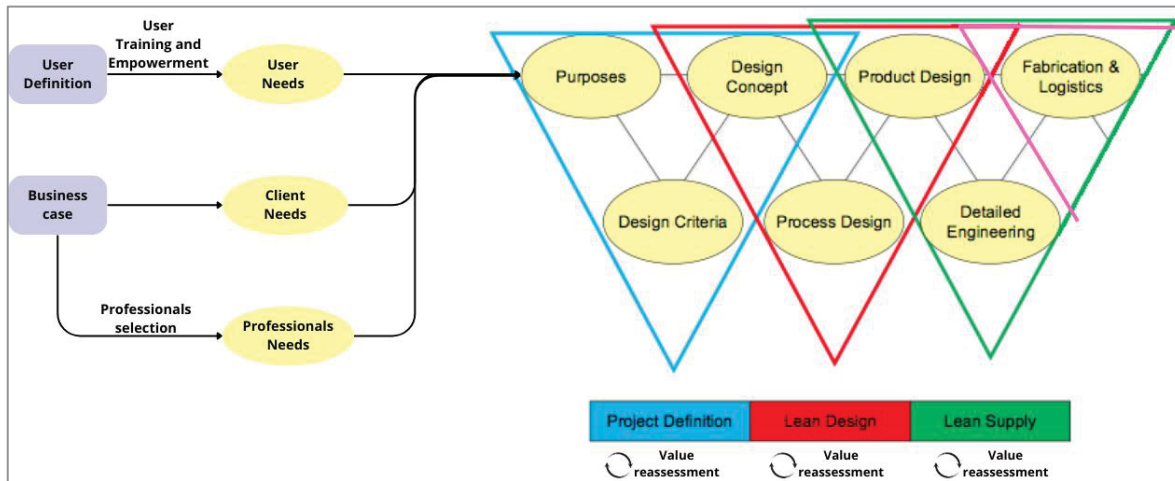 User
Training and
Empowerment
User
Definition
User
Needs
Business
case
Client
Needs
Professionals
selection
Professionals
Needs
Purposes
Design
Concept
Product Design
Fabrication &
Logistics
Design Criteria
Process Design
Detailed
Engineering
Project Definition
Lean Design
Lean Supply
Value
reassessment
Value
reassessment
Value
reassessment